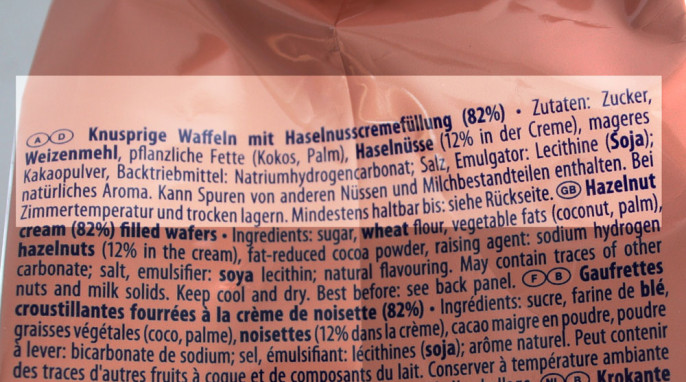 A D Knusprige Waffeln mit Haselnusscremefüllung (82%) • Zutaten: Zucker,
Weizenmehl, pflanzliche Fette (Kokos, Palm), Haselnüsse (12% in der Creme), mageres
Kakaopulver, Backtriebmittel: Natriumhydrogencarbonat; Salz, Emulgator: Lecithine (Soja);
natürliches Aroma. Kann Spuren von anderen Nüssen und Milchbestandteilen enthalten. Bei
Zimmertemperatur und trocken lagern. Mindestens haltbar bis: siehe Rückseite. GB Hazelnut
cream (82%) filled wafers • Ingredients: sugar, wheat flour, vegetable fats (coconut, palm),
hazelnuts (12% in the cream), fat-reduced cocoa powder, raising agent: sodium hydrogen
carbonate; salt, emulsifier: soya lecithin; natural flavouring. May contain traces of other
nuts and milk solids. Keep cool and dry. Best before: see back panel. F B Gaufrettes
croustillantes fourrées à la crème de noisette (82%) • Ingrédients: sucre, farine de blé,
graisses végétales (coco, palme), noisettes (12% dans la crème), cacao maigre en poudre, poudre
à lever: bicarbonate de sodium; sel, émulsifiant: lécithines (soja); arôme naturel. Peut contenir
des traces d'autres fruits à coque et de composants du lait. Conserver à température ambiante
NL B Krokante